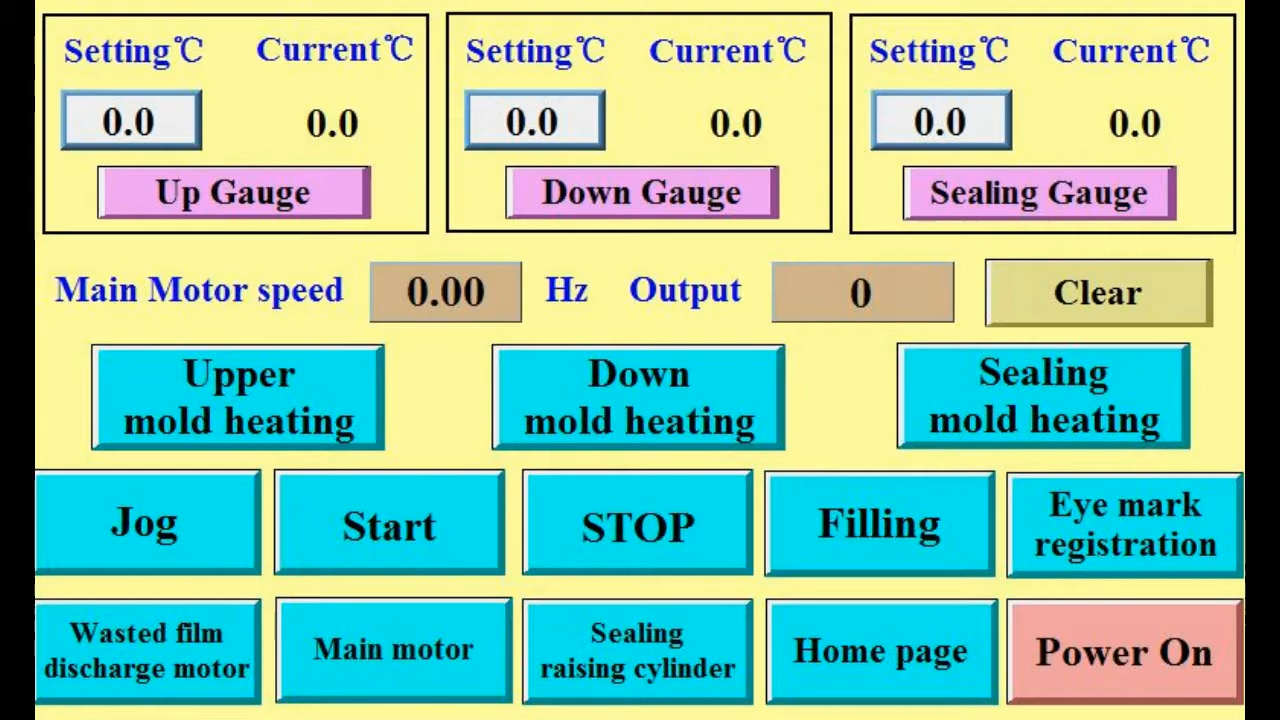 Setting℃ Current℃ Setting℃ Current℃ Setting℃ Current℃
0.0 0.0 0.0 0.0 0.0 0.0
Up Gauge Down Gauge Sealing Gauge
Main Motor speed 0.00 Hz Output 0 Clear
Upper
mold heating
Down
mold heating
Sealing
mold heating
Jog
Start
STOP
Filling
Eye mark
registration
Wasted film
discharge motor
Main motor
Sealing
raising cylinder
Home page
Power On